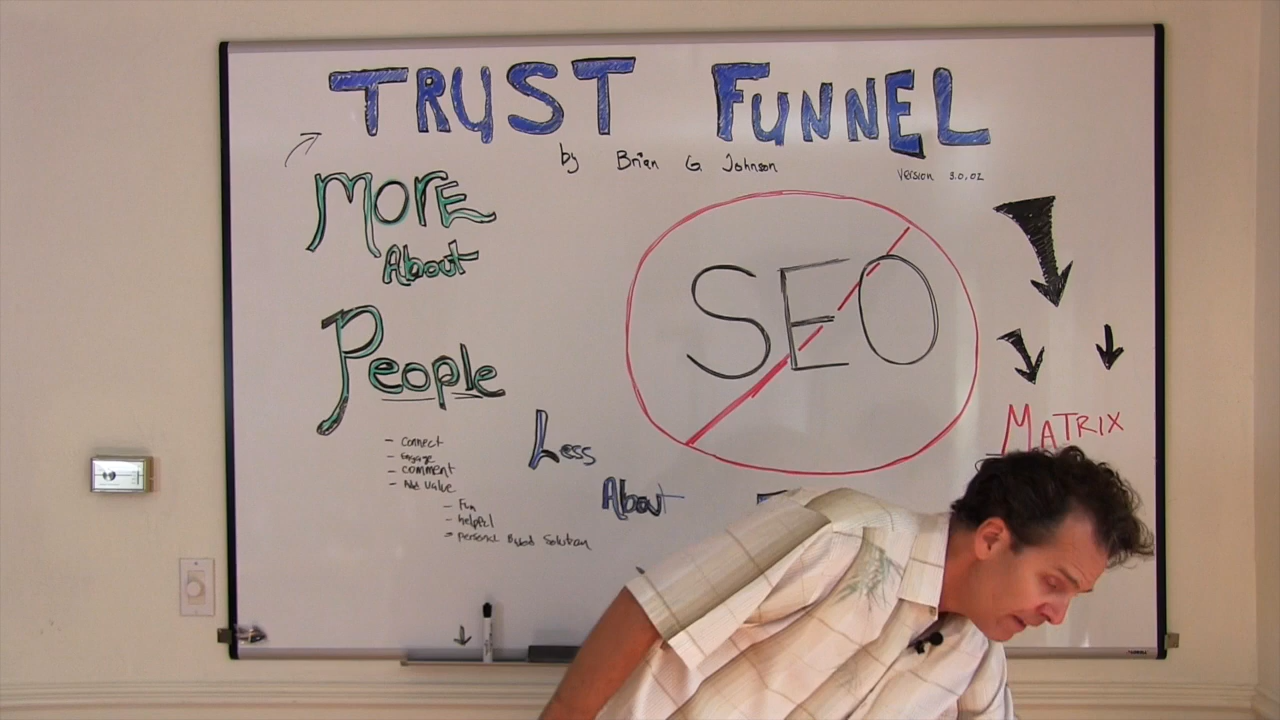 TRUST FUNNEL
by Brian G. Johnson
Version 3.0.02
MORE
About
PEOPLE
- Connect
- Engage
- Comment
- Add Value
- Fun
- helpful
- personal Based Solution
SEO
Less
About
MATRIX